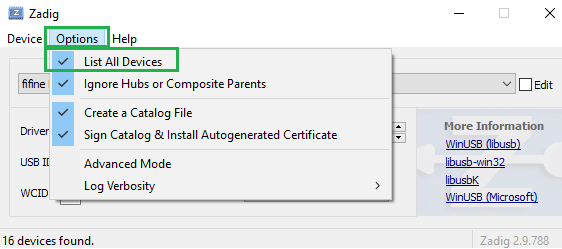 Zadig
Device Options Help
List All Devices
fifine
Ignore Hubs or Composite Parents
Edit
Create a Catalog File
Driver
Sign Catalog & Install Autogenerated Certificate
More Information
WinUSB (libusb)
USB ID
Advanced Mode
libusb-win32
Log Verbosity
libusbK
WCID
WinUSB (Microsoft)
16 devices found.
Zadig 2.9.788